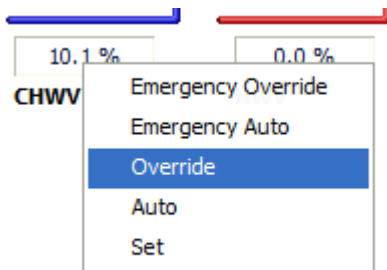 10.1 % 0.0 %
CHWV
Emergency Override
Emergency Auto
Override
Auto
Set